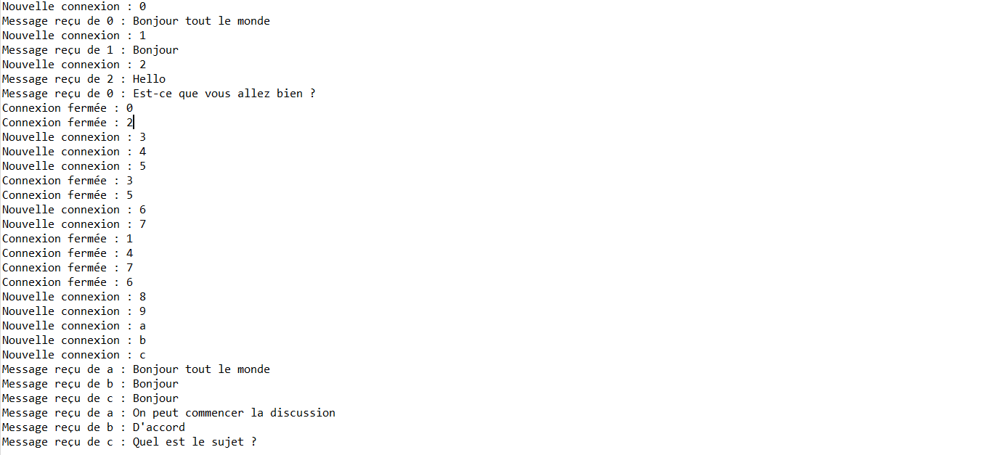 Nouvelle connexion : 0
Message reçu de 0 : Bonjour tout le monde
Nouvelle connexion : 1
Message reçu de 1 : Bonjour
Nouvelle connexion : 2
Message reçu de 2 : Hello
Message reçu de 0 : Est-ce que vous allez bien ?
Connexion fermée : 0
Connexion fermée : 2
Nouvelle connexion : 3
Nouvelle connexion : 4
Nouvelle connexion : 5
Connexion fermée : 3
Connexion fermée : 5
Nouvelle connexion : 6
Nouvelle connexion : 7
Connexion fermée : 1
Connexion fermée : 4
Connexion fermée : 7
Connexion fermée : 6
Nouvelle connexion : 8
Nouvelle connexion : 9
Nouvelle connexion : a
Nouvelle connexion : b
Nouvelle connexion : c
Message reçu de a : Bonjour tout le monde
Message reçu de b : Bonjour
Message reçu de c : Bonjour
Message reçu de a : On peut commencer la discussion
Message reçu de b : D'accord
Message reçu de c : Quel est le sujet ?